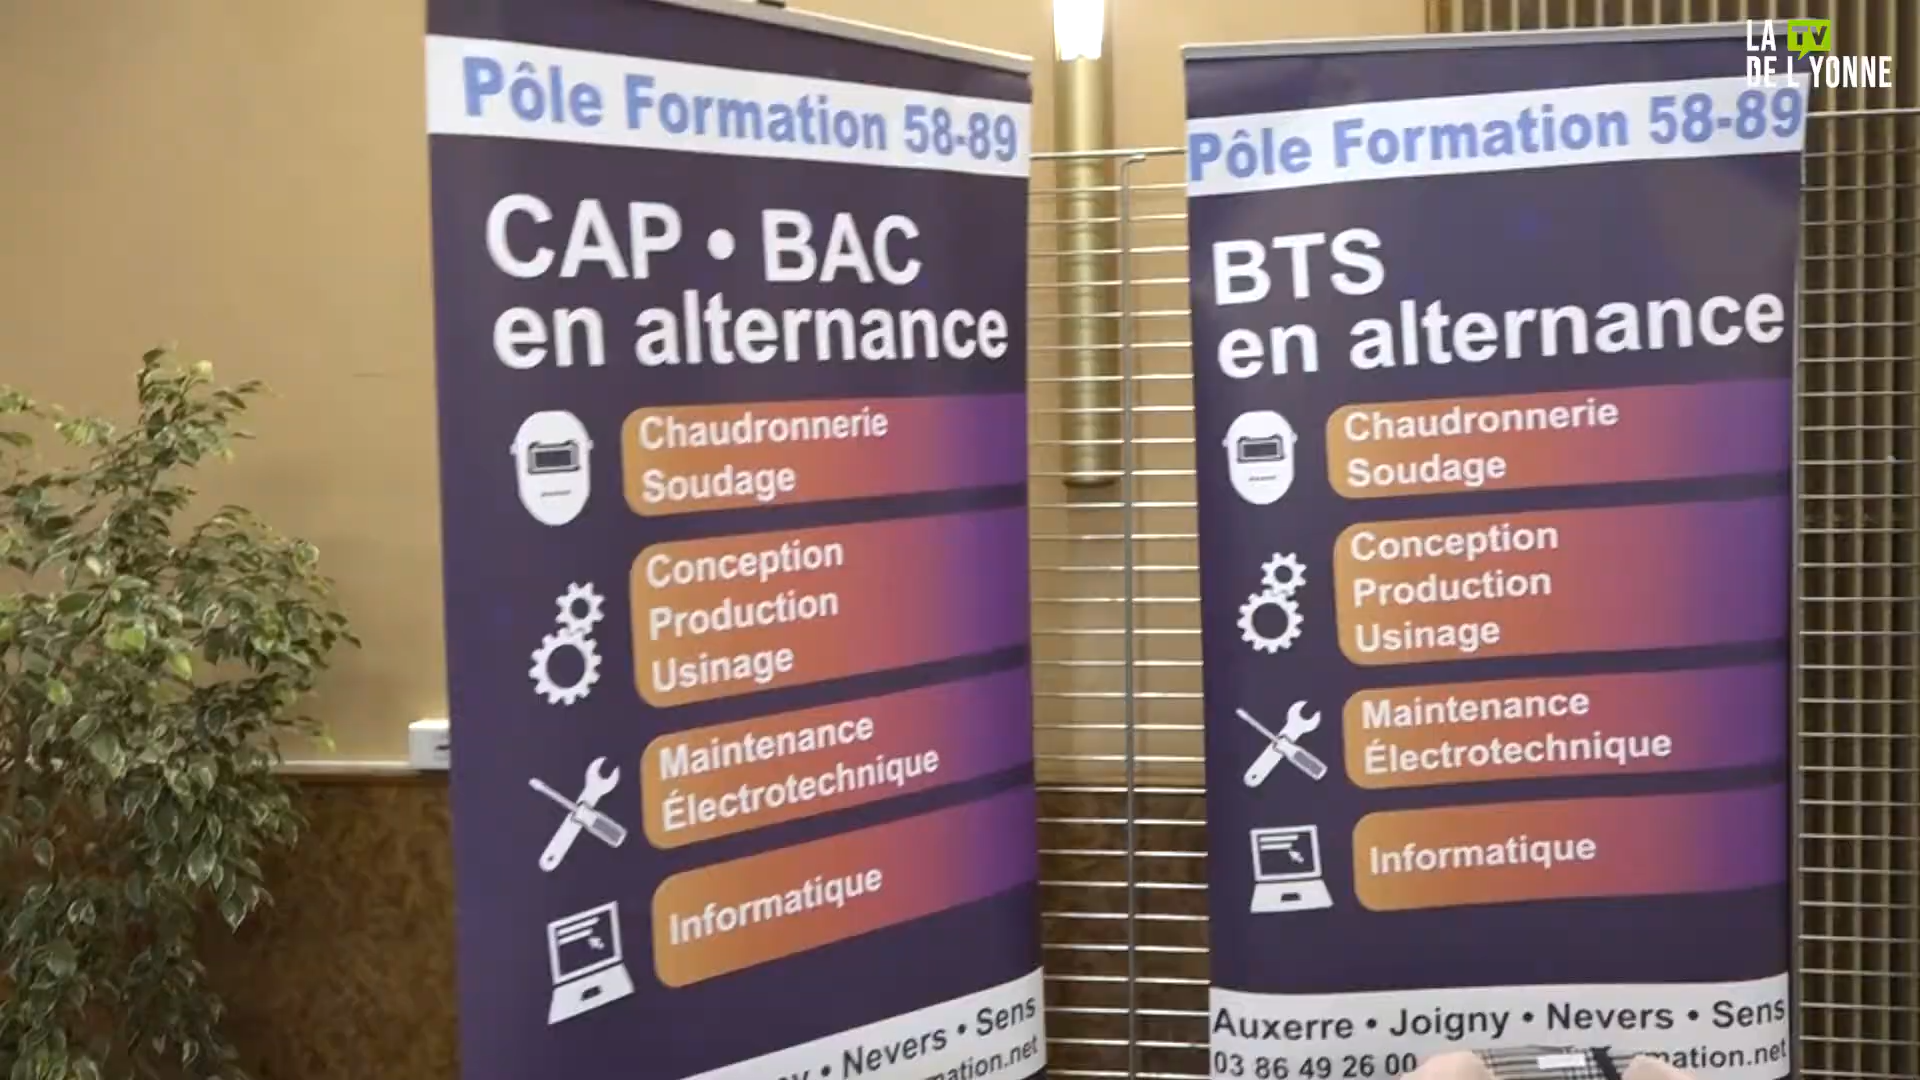 LA TV
DE L'YONNE
Pôle Formation 58-89
CAP • BAC
en alternance
Chaudronnerie
Soudage
Conception
Production
Usinage
Maintenance
Électrotechnique
Informatique
• Nevers • Sens
Pôle Formation 58-89
BTS
en alternance
Chaudronnerie
Soudage
Conception
Production
Usinage
Maintenance
Électrotechnique
Informatique
Auxerre • Joigny • Nevers • Sens
03 86 49 26 00